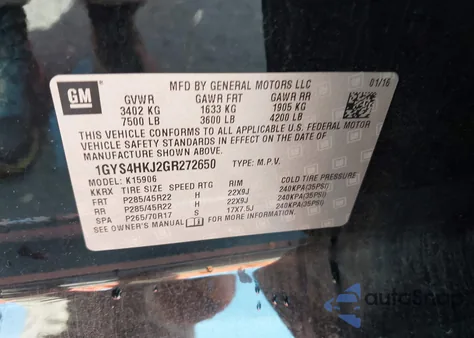 GM
MFD BY GENERAL MOTORS LLC
01/16
GVWR GAWR FRT GAWR RR
3402 KG 1633 KG 1905 KG
7500 LB 3600 LB 4200 LB
THIS VEHICLE CONFORMS TO ALL APPLICABLE U.S. FEDERAL MOTOR
VEHICLE SAFETY STANDARDS IN EFFECT ON THE DATE OF
MANUFACTURE SHOWN ABOVE.
1GYS4HKJ2GR272650 TYPE: M.P.V.
MODEL: K15906
KKRX TIRE SIZE SPEED RTG RIM COLD TIRE PRESSURE
FRT P285/45R22 H 22X9J 240KPA(35PSI)
RR P285/45R22 H 22X9J 240KPA(35PSI)
SPA P265/70R17 S 17X7.5J 240KPA(35PSI)
SEE OWNER'S MANUAL FOR ADDITIONAL INFORMATION.
autoSnap